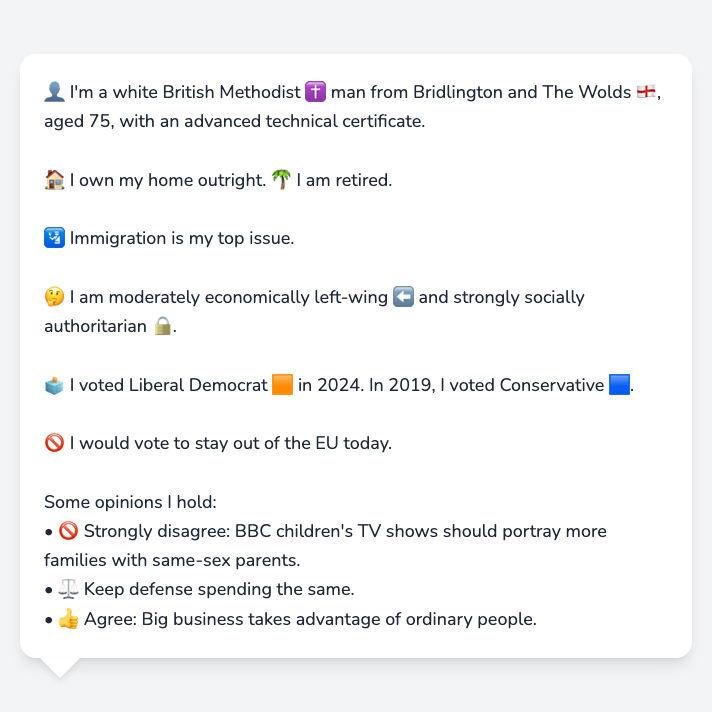 👤 I'm a white British Methodist ✝️ man from Bridlington and The Wolds 🏴󠁧󠁢󠁥󠁮󠁧󠁿,
aged 75, with an advanced technical certificate.
🏠 I own my home outright. 🌴 I am retired.
🛂 Immigration is my top issue.
🤔 I am moderately economically left-wing ⬅️ and strongly socially
authoritarian 🔒.
🗳️ I voted Liberal Democrat 🟧 in 2024. In 2019, I voted Conservative 🟦.
🚫 I would vote to stay out of the EU today.
Some opinions I hold:
• 🚫 Strongly disagree: BBC children's TV shows should portray more
families with same-sex parents.
• ⚖️ Keep defense spending the same.
• 👍 Agree: Big business takes advantage of ordinary people.